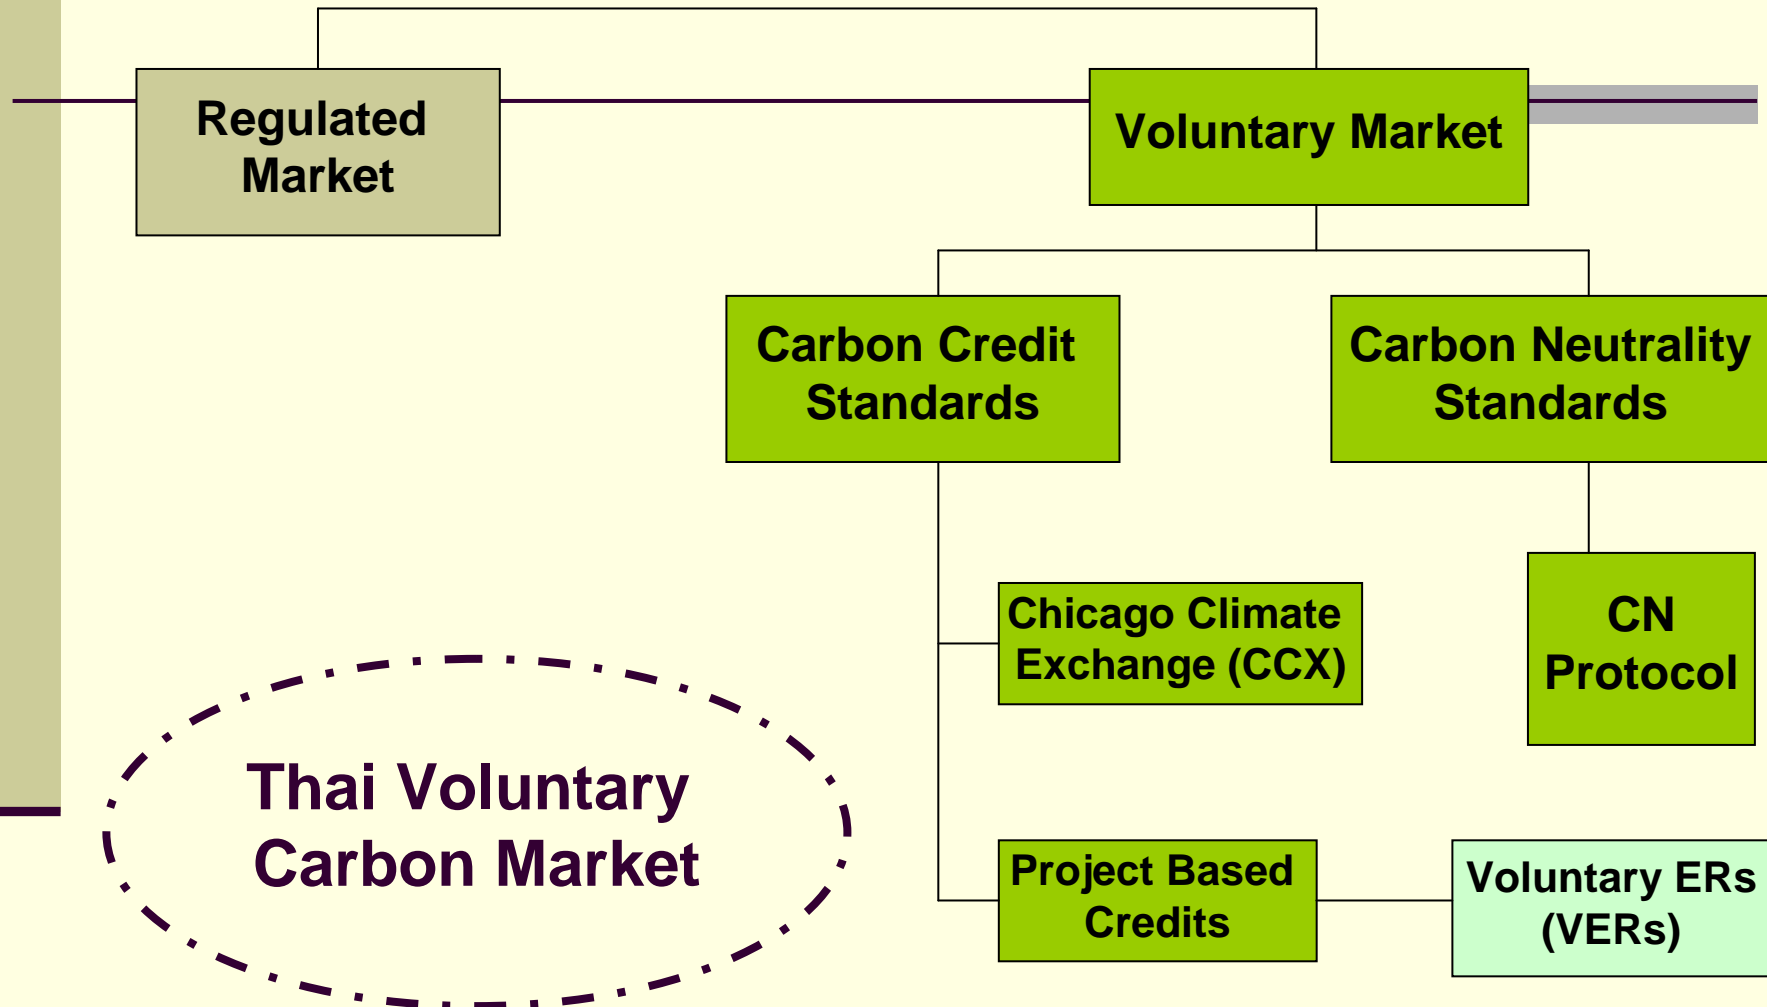 Regulated
Market
Voluntary Market
Carbon Credit
Standards
Carbon Neutrality
Standards
Chicago Climate
Exchange (CCX)
CN
Protocol
Thai Voluntary
Carbon Market
Project Based
Credits
Voluntary ERs
(VERs)